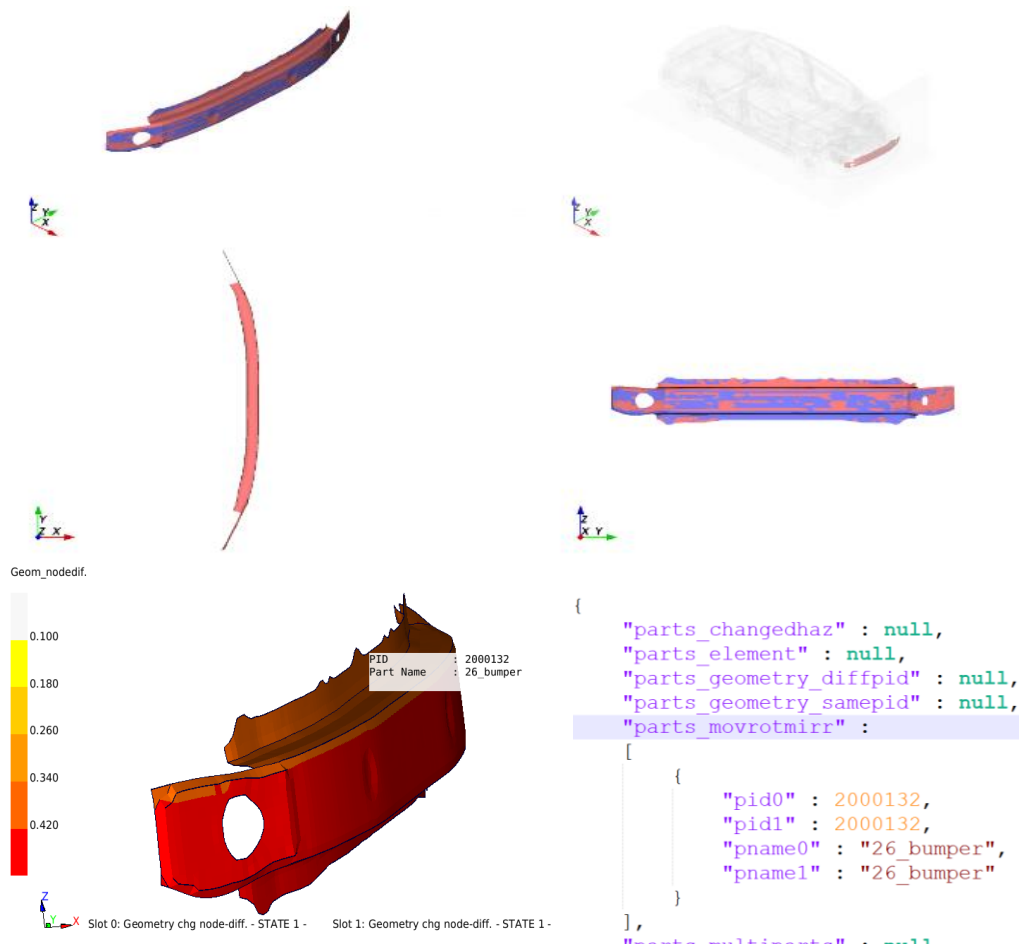 Z
Y
X
Z
Y
X
Y
Z X
Z
X Y
Geom_nodedif.
0.100
0.180
0.260
0.340
0.420
PID : 2000132
Part Name : 26_bumper
Z
Y
X
Slot 0: Geometry chg node-diff. - STATE 1 -
Slot 1: Geometry chg node-diff. - STATE 1 -
{
"parts_changedhaz" : null,
"parts_element" : null,
"parts_geometry_diffpid" : null,
"parts_geometry_samepid" : null,
"parts_movrotmirr" :
[
{
"pid0" : 2000132,
"pid1" : 2000132,
"pname0" : "26_bumper",
"pname1" : "26_bumper"
}
],